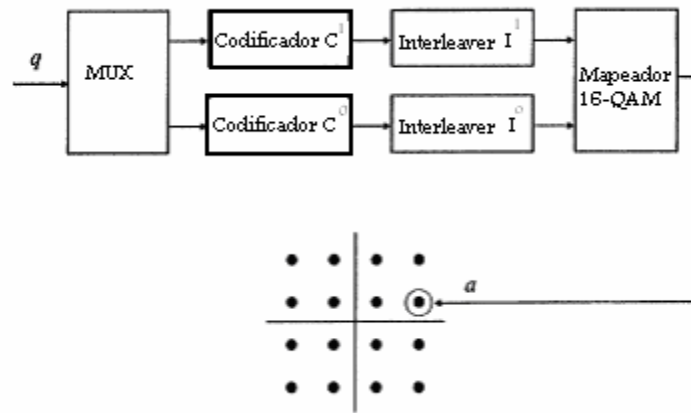 q
MUX
Codificador C¹
Interleaver I¹
Codificador C⁰
Interleaver I⁰
Mapeador
16-QAM
a